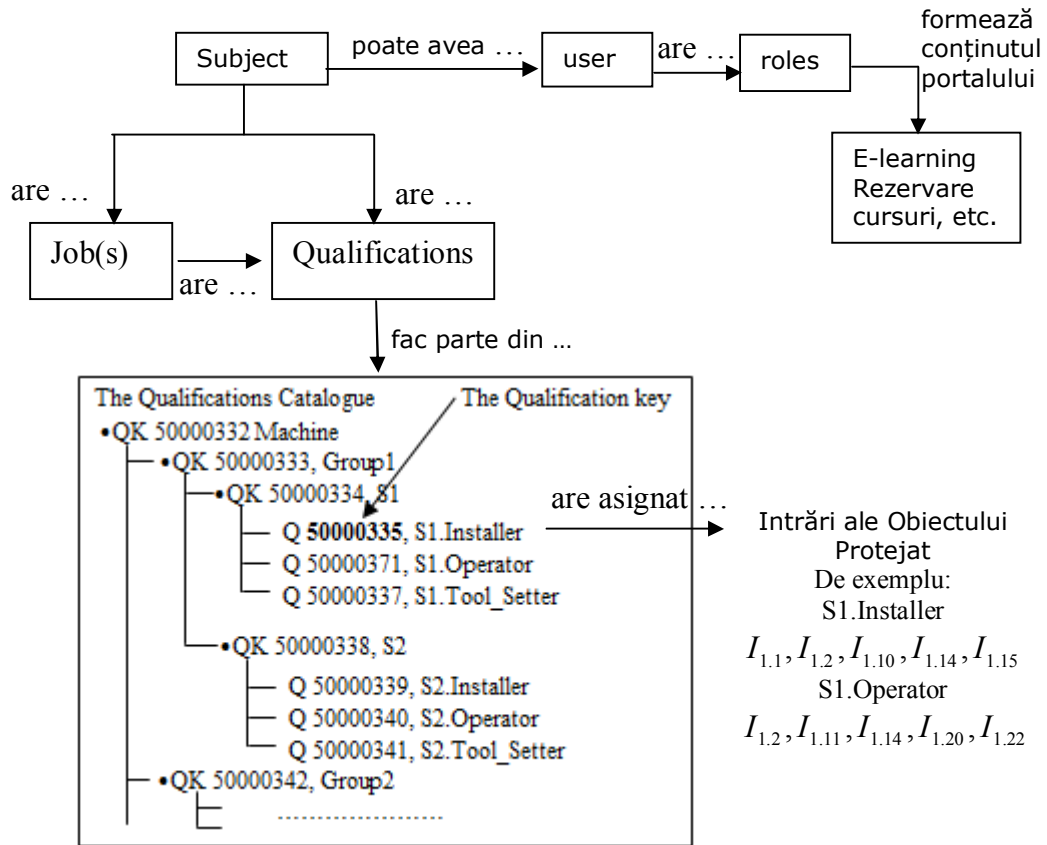 formează
conținutul
portalului
Subject
poate avea …
user
are …
roles
E-learning
Rezervare
cursuri, etc.
are …
are …
Job(s)
are …
Qualifications
fac parte din …
The Qualifications Catalogue
The Qualification key
•QK 50000332 Machine
•QK 50000333, Group1
•QK 50000334, S1
Q 50000335, S1.Installer
Q 50000371, S1.Operator
Q 50000337, S1.Tool_Setter
•QK 50000338, S2
Q 50000339, S2.Installer
Q 50000340, S2.Operator
Q 50000341, S2.Tool_Setter
•QK 50000342, Group2
.....................
are asignat …
Intrări ale Obiectului
Protejat
De exemplu:
S1.Installer
I1.1, I1.2, I1.10, I1.14, I1.15
S1.Operator
I1.2, I1.11, I1.14, I1.20, I1.22